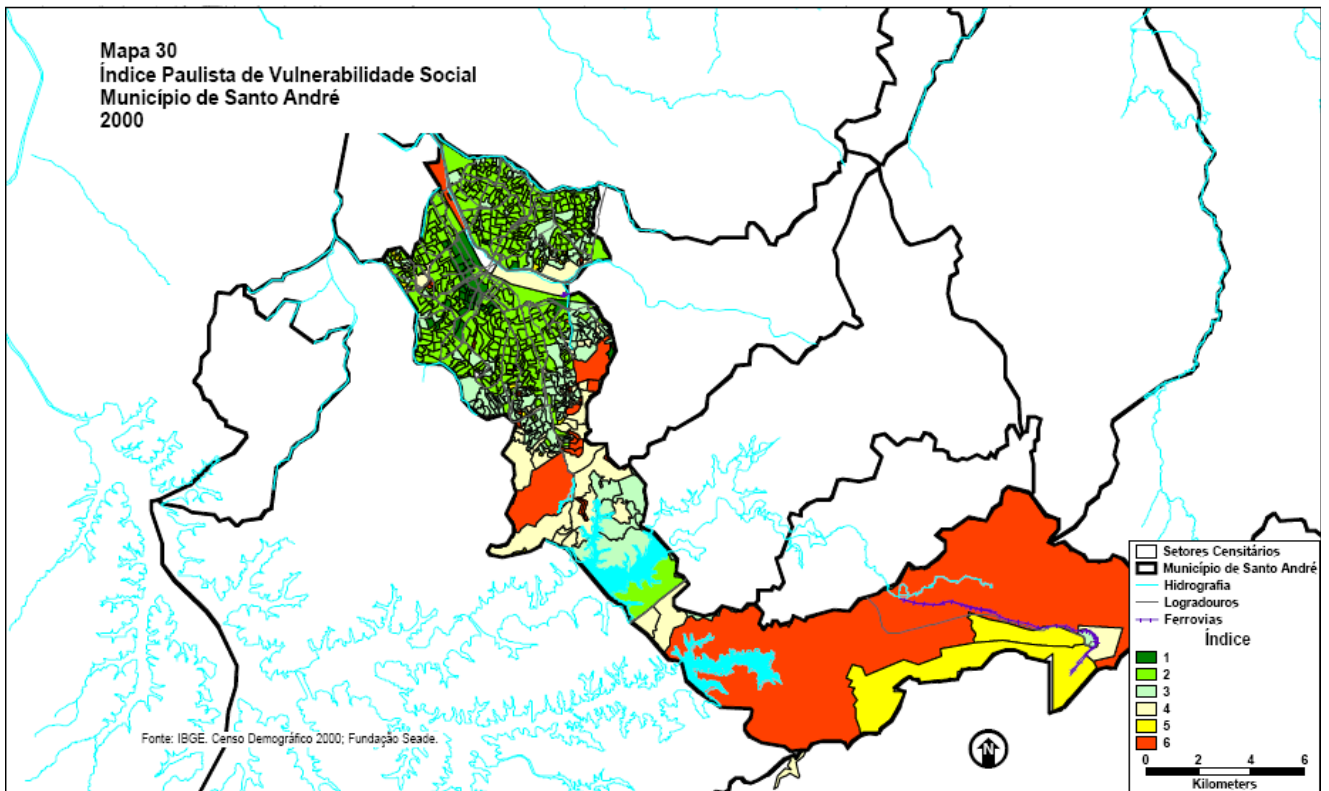 Mapa 30
Índice Paulista de Vulnerabilidade Social
Município de Santo André
2000
Setores Censitários
Município de Santo André
Hidrografia
Logradouros
Ferrovias
Índice
1
2
3
4
5
6
0 2 4 6
Kilometers
N
Fonte: IBGE. Censo Demográfico 2000; Fundação Seade.